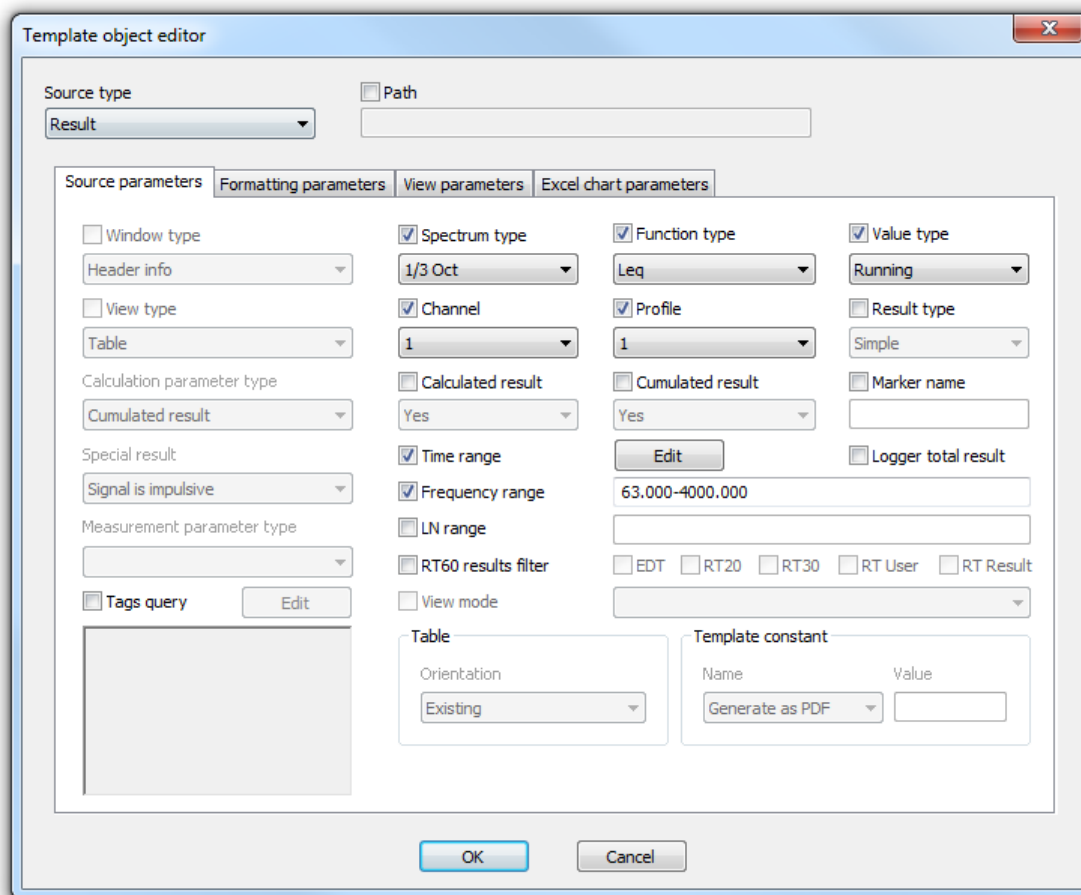 Template object editor
Source type
Path
Result
Source parameters
Formatting parameters
View parameters
Excel chart parameters
Window type
Spectrum type
Function type
Value type
Header info
1/3 Oct
Leq
Running
View type
Channel
Profile
Result type
Table
1
1
Simple
Calculation parameter type
Calculated result
Cumulated result
Marker name
Cumulated result
Yes
Yes
Special result
Time range
Edit
Logger total result
Signal is impulsive
Frequency range
63.000-4000.000
Measurement parameter type
LN range
RT60 results filter
EDT
RT20
RT30
RT User
RT Result
Tags query
Edit
View mode
Table
Template constant
Orientation
Name
Value
Existing
Generate as PDF
OK
Cancel